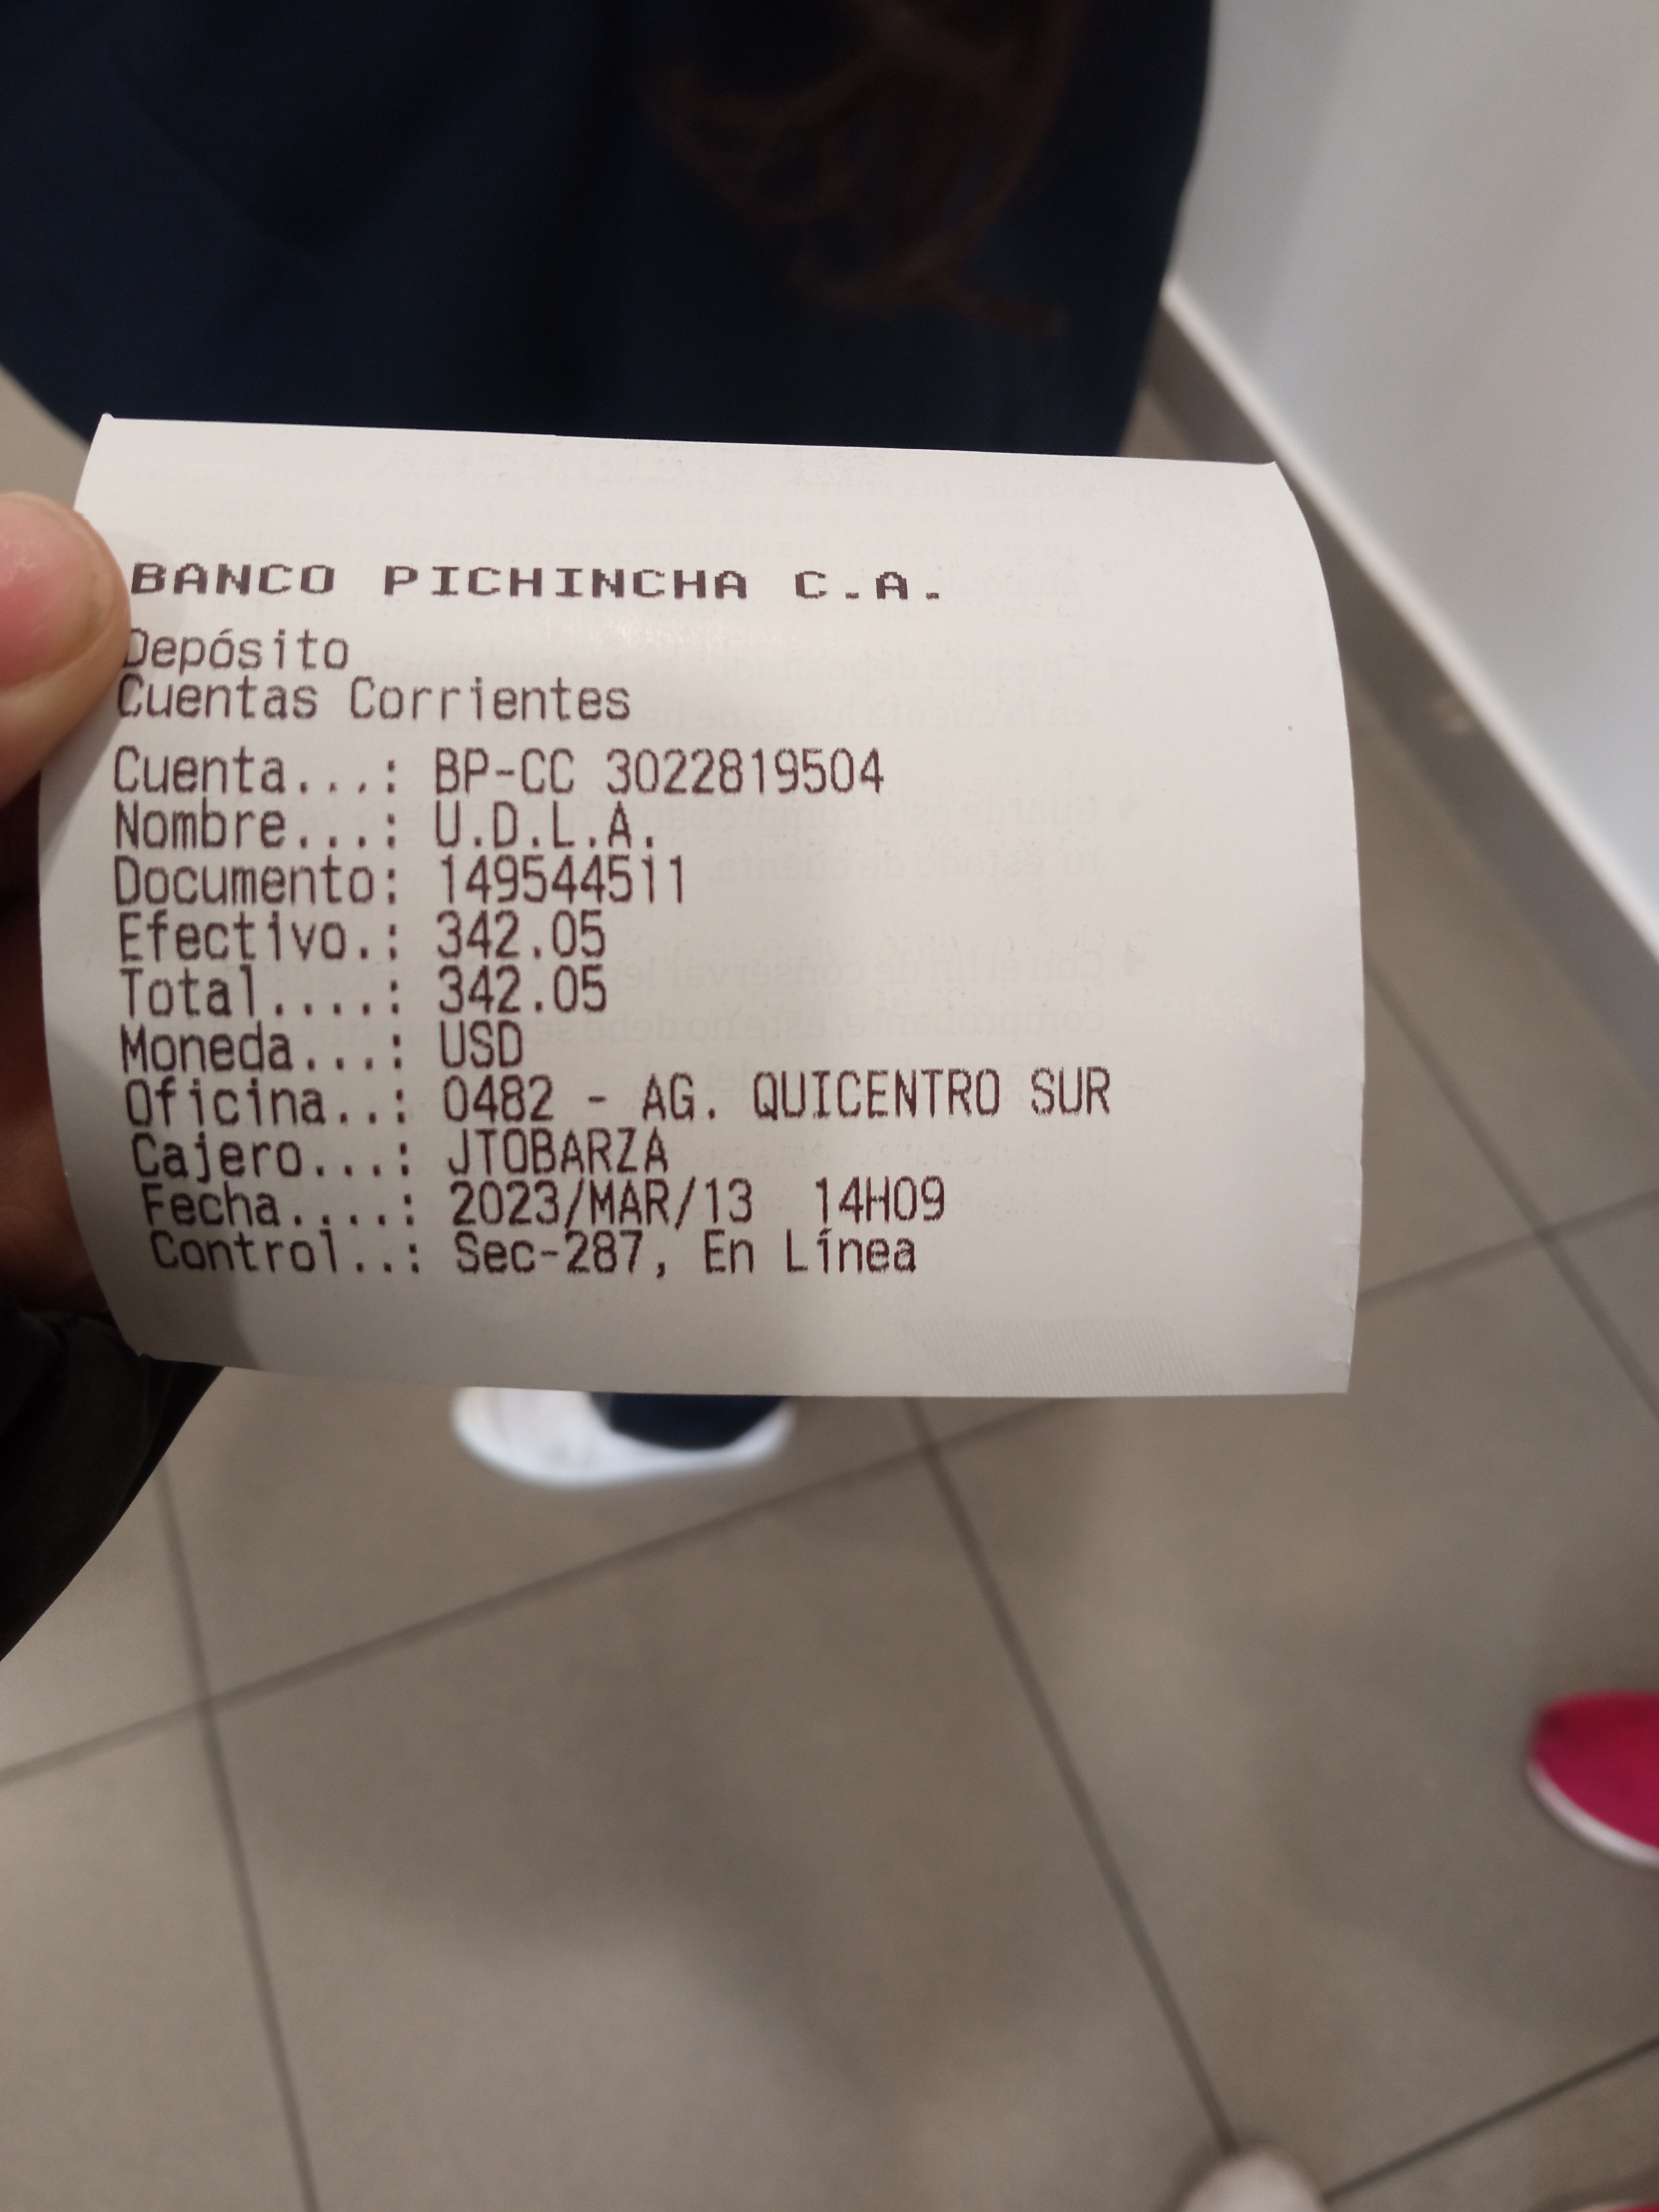 BANCO PICHINCHA C.A.
Depósito
Cuentas Corrientes
Cuenta...: BP-CC 3022819504
Nombre...: U.D.L.A.
Documento: 149544511
Efectivo.: 342.05
Total....: 342.05
Moneda...: USD
Oficina..: 0482 - AG. QUICENTRO SUR
Cajero...: JTOBARZA
Fecha....: 2023/MAR/13 14H09
Control..: Sec-287, En Línea